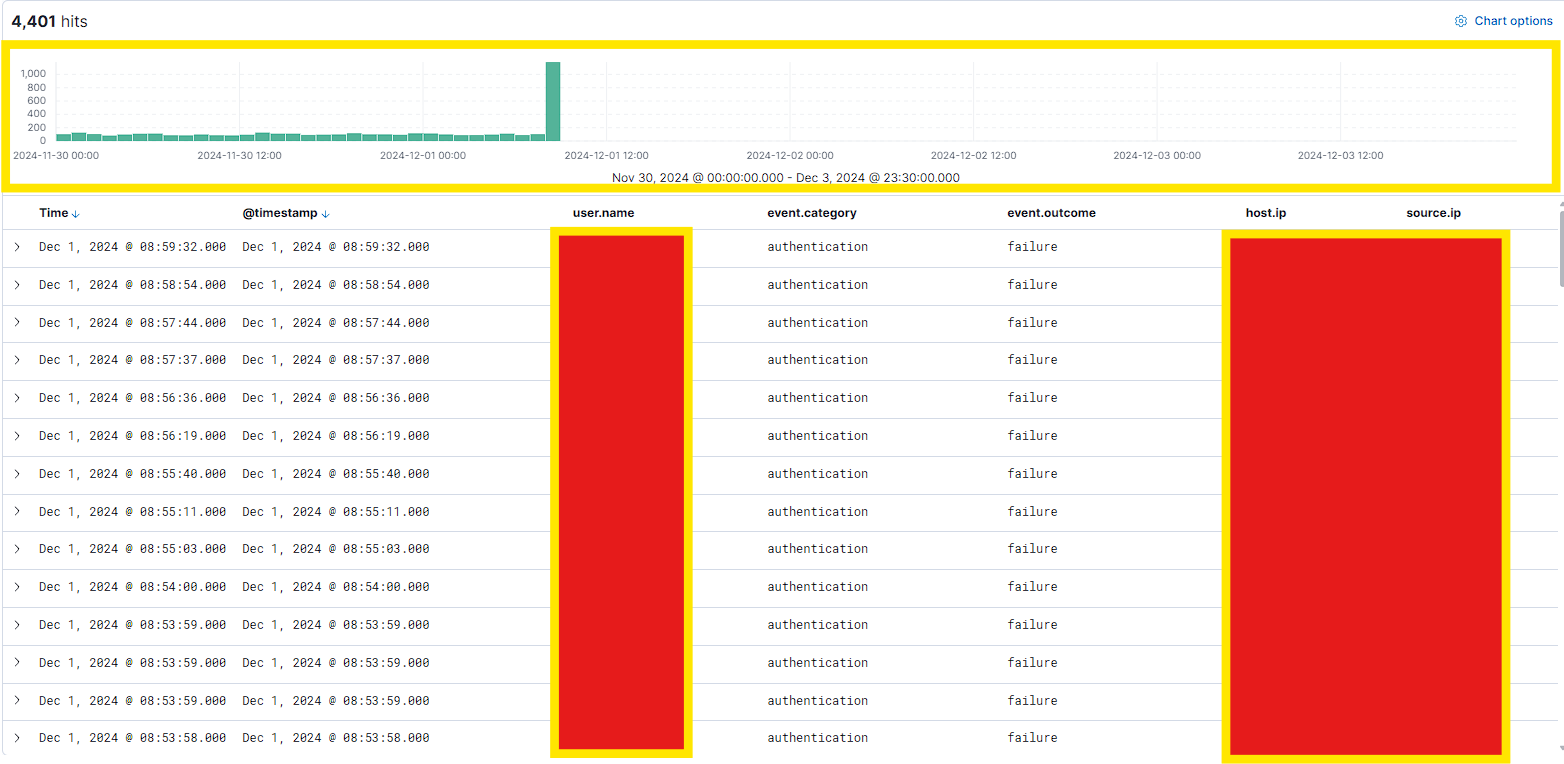 4,401 hits
Chart options
1,000
800
600
400
200
0
2024-11-30 00:00 2024-11-30 12:00 2024-12-01 00:00 2024-12-01 12:00 2024-12-02 00:00 2024-12-02 12:00 2024-12-03 00:00 2024-12-03 12:00
Nov 30, 2024 @ 00:00:00.000 - Dec 3, 2024 @ 23:30:00.000
Time @timestamp user.name event.category event.outcome host.ip source.ip
Dec 1, 2024 @ 08:59:32.000 Dec 1, 2024 @ 08:59:32.000 authentication failure
Dec 1, 2024 @ 08:58:54.000 Dec 1, 2024 @ 08:58:54.000 authentication failure
Dec 1, 2024 @ 08:57:44.000 Dec 1, 2024 @ 08:57:44.000 authentication failure
Dec 1, 2024 @ 08:57:37.000 Dec 1, 2024 @ 08:57:37.000 authentication failure
Dec 1, 2024 @ 08:56:36.000 Dec 1, 2024 @ 08:56:36.000 authentication failure
Dec 1, 2024 @ 08:56:19.000 Dec 1, 2024 @ 08:56:19.000 authentication failure
Dec 1, 2024 @ 08:55:40.000 Dec 1, 2024 @ 08:55:40.000 authentication failure
Dec 1, 2024 @ 08:55:11.000 Dec 1, 2024 @ 08:55:11.000 authentication failure
Dec 1, 2024 @ 08:55:03.000 Dec 1, 2024 @ 08:55:03.000 authentication failure
Dec 1, 2024 @ 08:54:00.000 Dec 1, 2024 @ 08:54:00.000 authentication failure
Dec 1, 2024 @ 08:53:59.000 Dec 1, 2024 @ 08:53:59.000 authentication failure
Dec 1, 2024 @ 08:53:59.000 Dec 1, 2024 @ 08:53:59.000 authentication failure
Dec 1, 2024 @ 08:53:59.000 Dec 1, 2024 @ 08:53:59.000 authentication failure
Dec 1, 2024 @ 08:53:58.000 Dec 1, 2024 @ 08:53:58.000 authentication failure